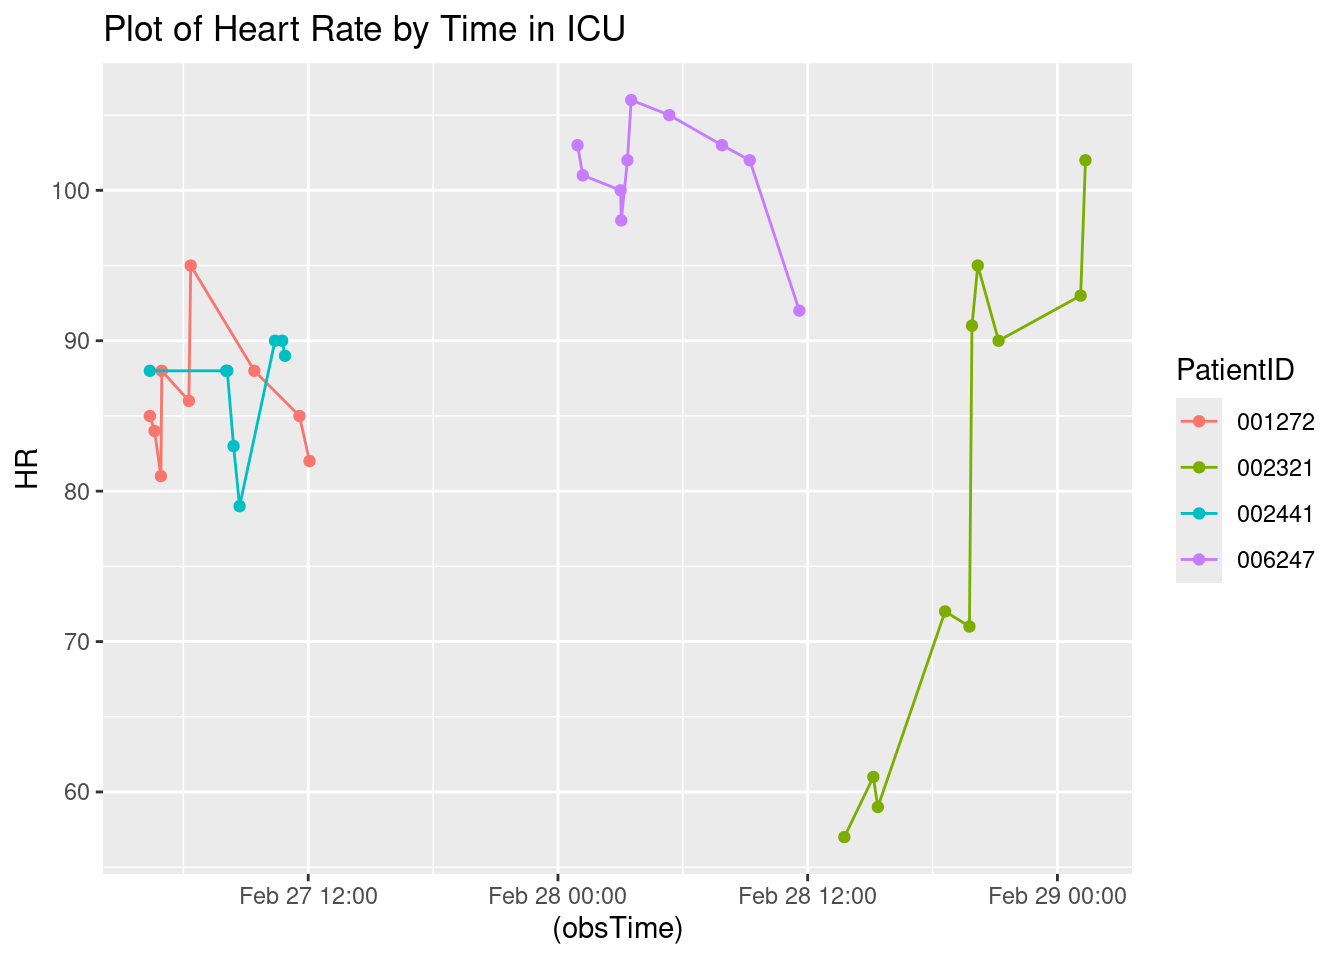 Plot of Heart Rate by Time in ICU
HR
100
90
80
70
60
Feb 27 12:00
Feb 28 00:00
Feb 28 12:00
Feb 29 00:00
(obsTime)
PatientID
001272
002321
002441
006247